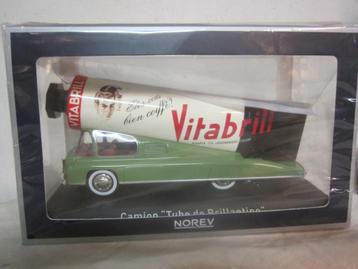 VITABRILL
bien coiffé
Vitabrill
Camion "Tube de Brillantine"
NOREV